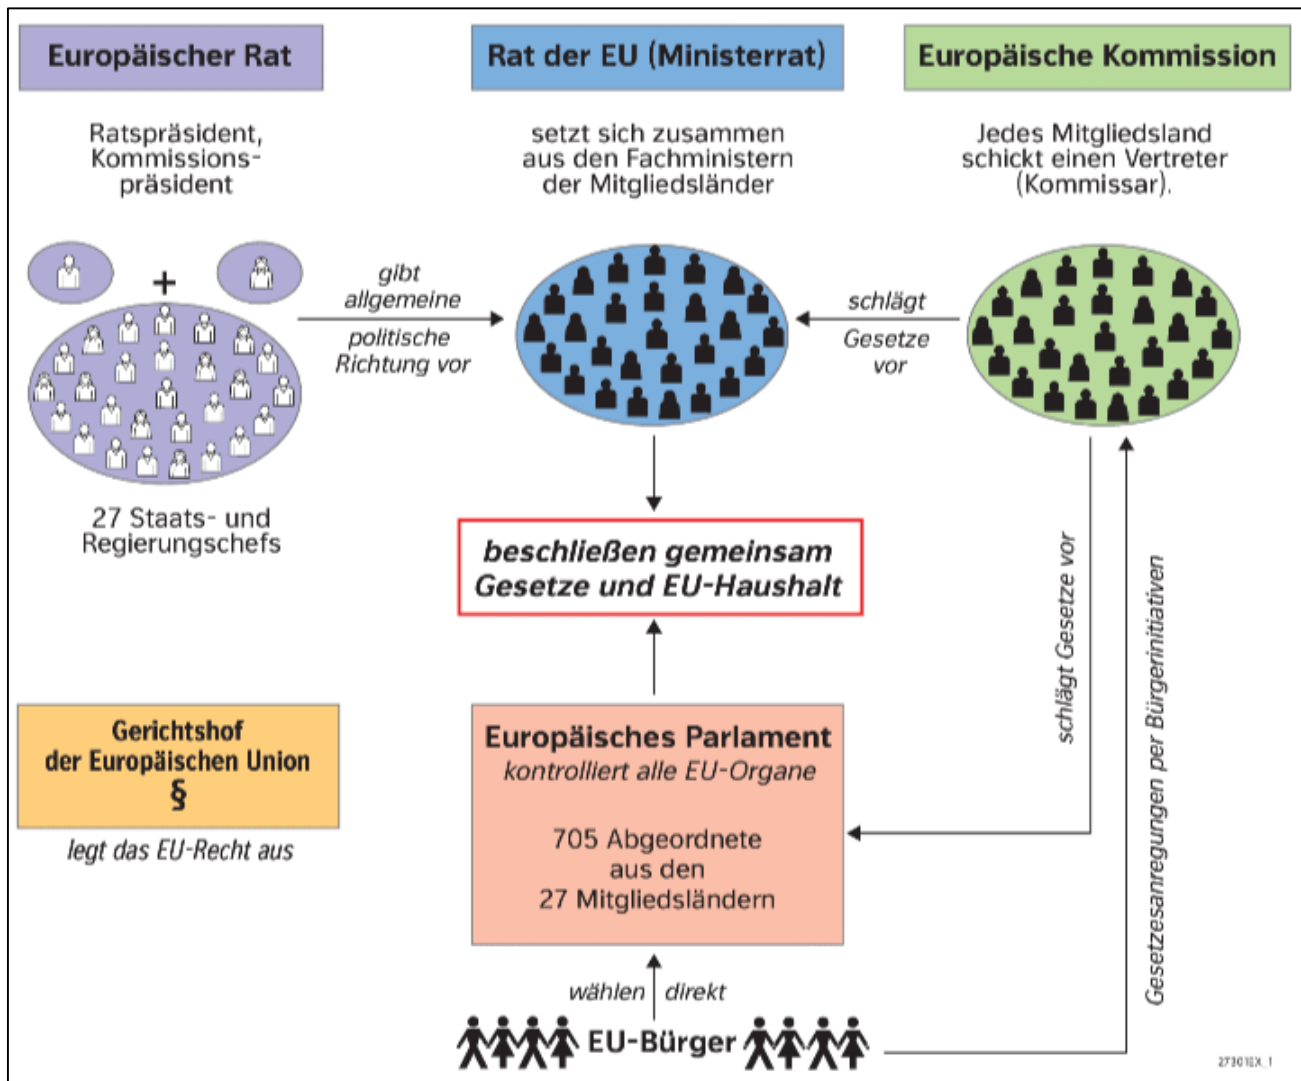 Europäischer Rat
Ratspräsident,
Kommissions-
präsident
+
27 Staats- und
Regierungschefs
gibt
allgemeine
politische
Richtung vor
Rat der EU (Ministerrat)
setzt sich zusammen
aus den Fachministern
der Mitgliedsländer
Europäische Kommission
Jedes Mitgliedsland
schickt einen Vertreter
(Kommissar).
schlägt
Gesetze
vor
beschließen gemeinsam
Gesetze und EU-Haushalt
Gerichtshof
der Europäischen Union
§
legt das EU-Recht aus
Europäisches Parlament
kontrolliert alle EU-Organe
705 Abgeordnete
aus den
27 Mitgliedsländern
schlägt Gesetze vor
Gesetzesanregungen per Bürgerinitiativen
wählen direkt
EU-Bürger
27301EX_1